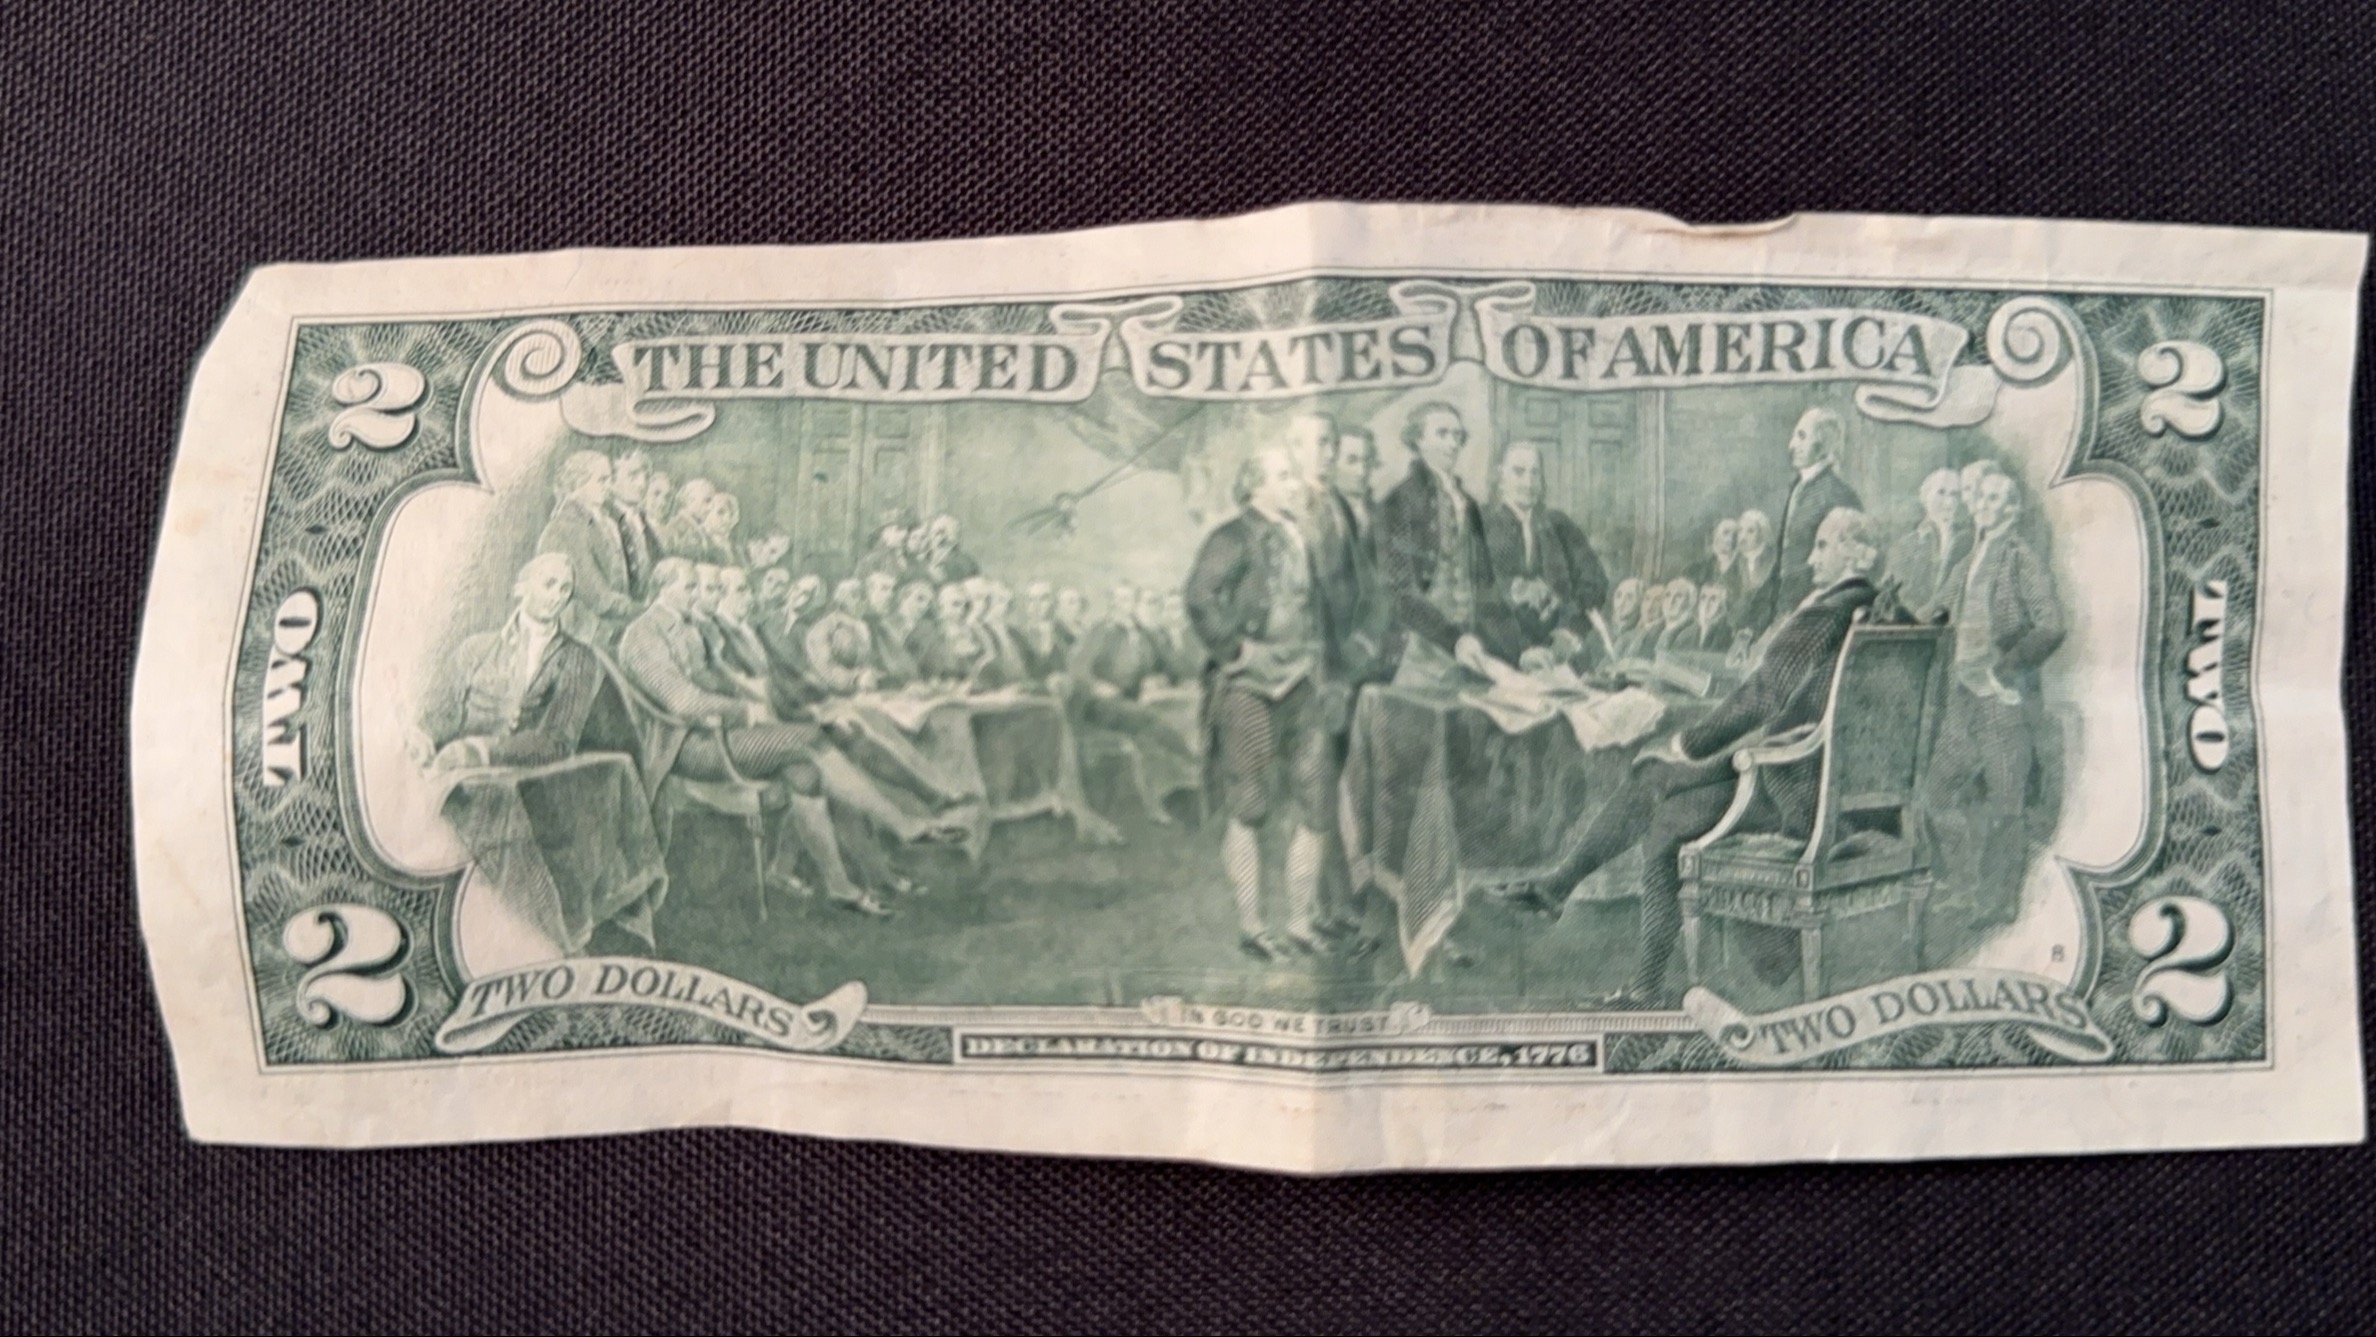 THE UNITED STATES OF AMERICA
2 2
TWO TWO
2 2
B
TWO DOLLARS TWO DOLLARS
IN GOD WE TRUST
DECLARATION OF INDEPENDENCE, 1776